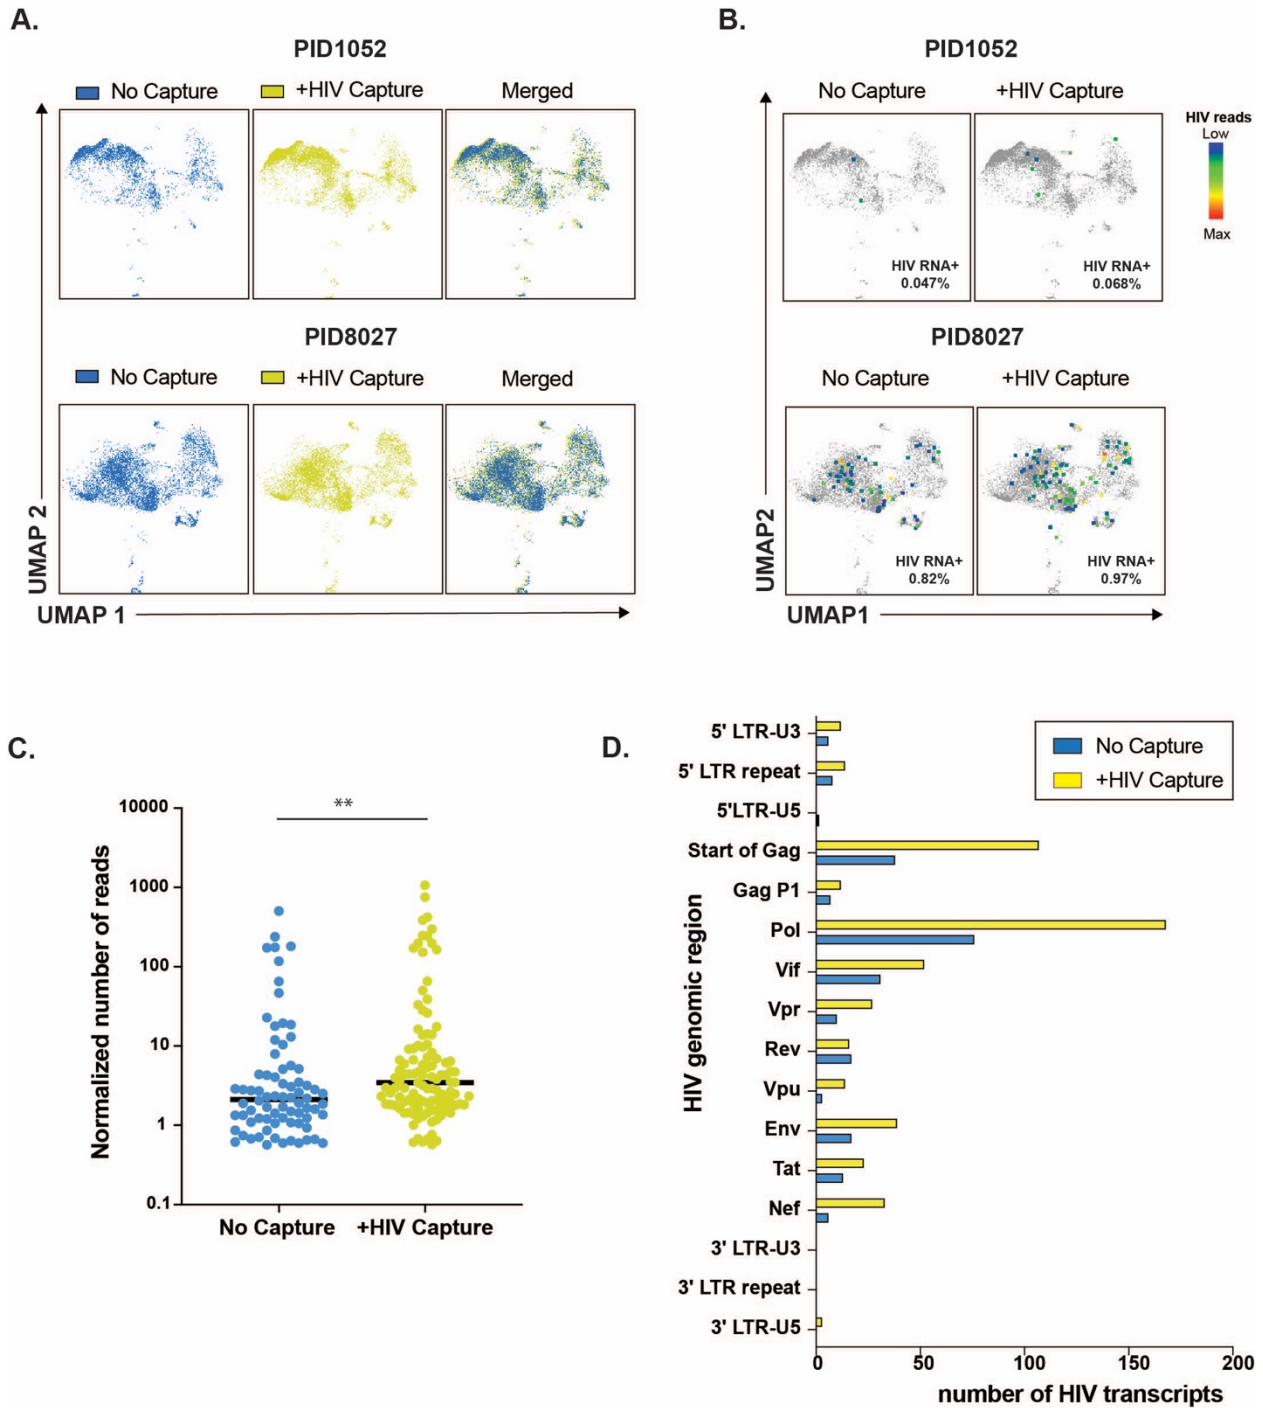 A.
PID1052
No Capture +HIV Capture Merged
PID8027
No Capture +HIV Capture Merged
UMAP 2
UMAP 1
B.
PID1052
No Capture +HIV Capture
HIV reads
Low
Max
HIV RNA+
0.047%
HIV RNA+
0.068%
PID8027
No Capture +HIV Capture
HIV RNA+
0.82%
HIV RNA+
0.97%
UMAP2
UMAP1
C.
**
Normalized number of reads
10000
1000
100
10
1
0.1
No Capture +HIV Capture
D.
No Capture
+HIV Capture
HIV genomic region
5' LTR-U3
5' LTR repeat
5'LTR-U5
Start of Gag
Gag P1
Pol
Vif
Vpr
Rev
Vpu
Env
Tat
Nef
3' LTR-U3
3' LTR repeat
3' LTR-U5
0 50 100 150 200
number of HIV transcripts